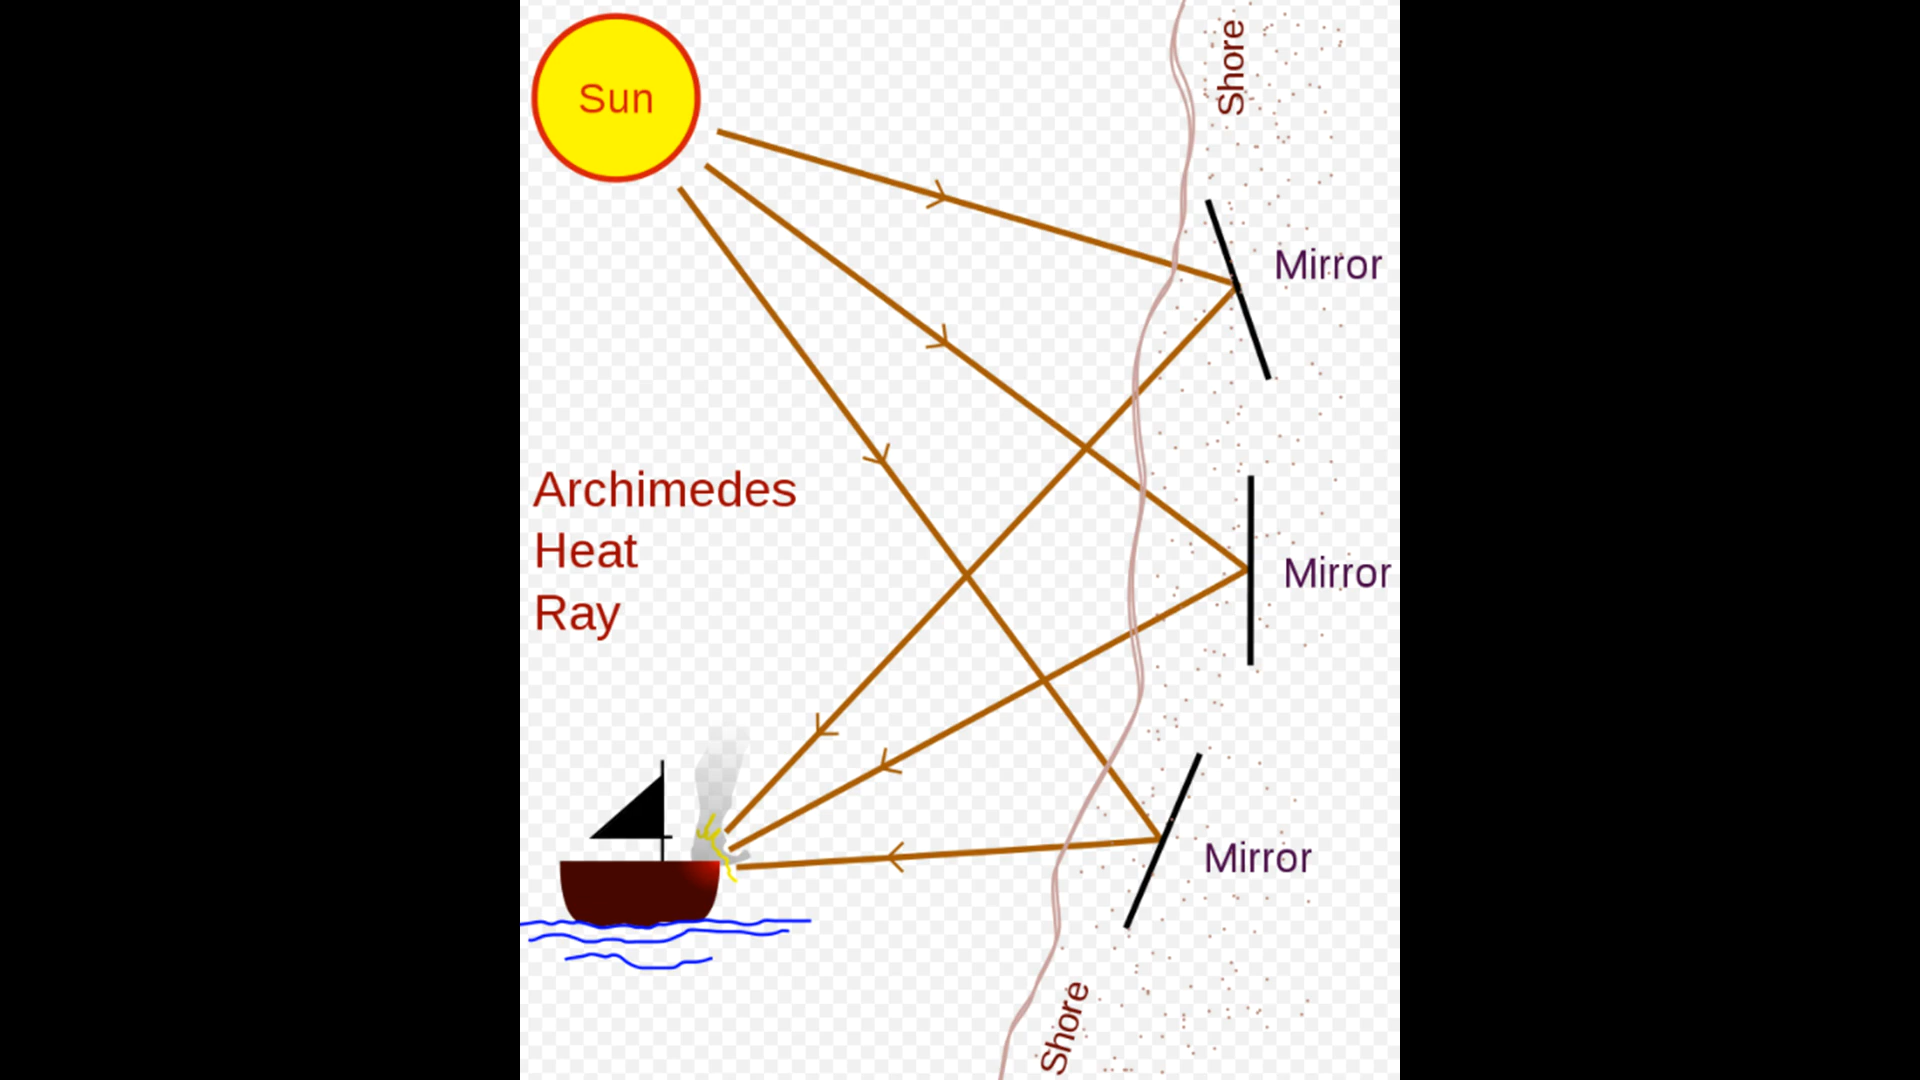 Sun
Shore
Mirror
Archimedes
Heat
Ray
Mirror
Mirror
Shore